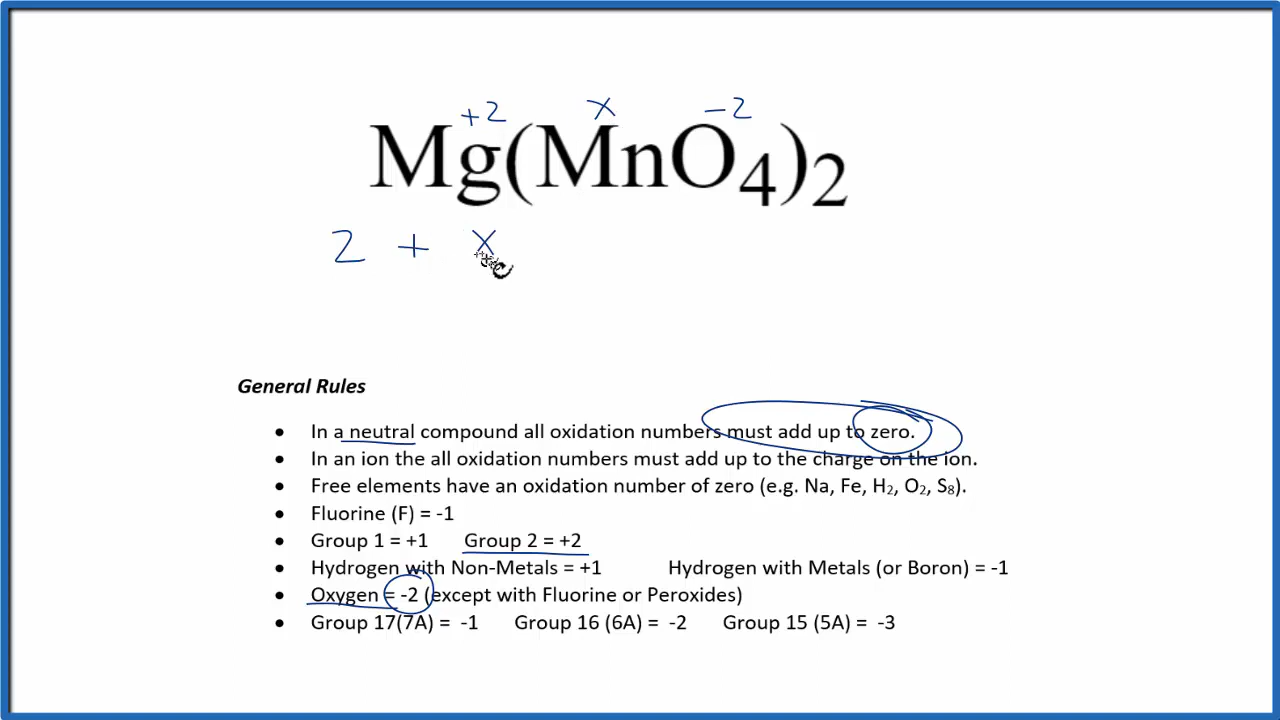 +2 x -2
Mg(MnO4)2
2 + x
General Rules
• In a neutral compound all oxidation numbers must add up to zero.
• In an ion the all oxidation numbers must add up to the charge on the ion.
• Free elements have an oxidation number of zero (e.g. Na, Fe, H2, O2, S8).
• Fluorine (F) = -1
• Group 1 = +1 Group 2 = +2
• Hydrogen with Non-Metals = +1 Hydrogen with Metals (or Boron) = -1
• Oxygen = -2 (except with Fluorine or Peroxides)
• Group 17(7A) = -1 Group 16 (6A) = -2 Group 15 (5A) = -3